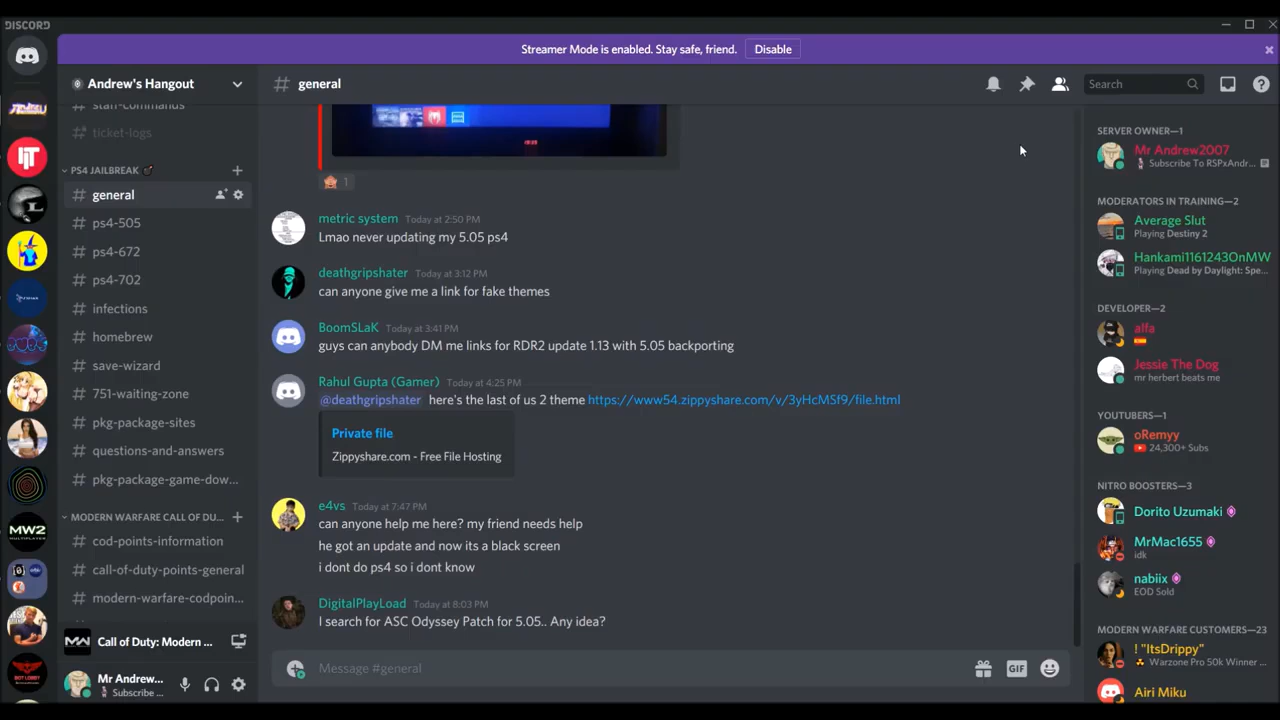 DISCORD
Streamer Mode is enabled. Stay safe, friend.
Disable
Andrew's Hangout
staff-commands
ticket-logs
PS4 JAILBREAK
general
ps4-505
ps4-672
ps4-702
infections
homebrew
save-wizard
751-waiting-zone
pkg-package-sites
questions-and-answers
pkg-package-game-dow...
MODERN WARFARE CALL OF DU...
cod-points-information
call-of-duty-points-general
modern-warfare-codpoin...
Call of Duty: Modern ...
Mr Andrew...
Subscribe ...
MW2
MULTIPLAYER
# general
Search
1
metric system Today at 2:50 PM
Lmao never updating my 5.05 ps4
deathgripshater Today at 3:12 PM
can anyone give me a link for fake themes
BoomSLaK Today at 3:41 PM
guys can anybody DM me links for RDR2 update 1.13 with 5.05 backporting
Rahul Gupta (Gamer) Today at 4:25 PM
@deathgripshater here's the last of us 2 theme https://www54.zippyshare.com/v/3yHcMSf9/file.html
Private file
Zippyshare.com - Free File Hosting
e4vs Today at 7:47 PM
can anyone help me here? my friend needs help
he got an update and now its a black screen
i dont do ps4 so i dont know
DigitalPlayLoad Today at 8:03 PM
I search for ASC Odyssey Patch for 5.05.. Any idea?
Message #general
GIF
SERVER OWNER—1
Mr Andrew2007
Subscribe To RSPxAndr...
MODERATORS IN TRAINING—2
Average Slut
Playing Destiny 2
Hankami1161243OnMW
Playing Dead by Daylight: Spe...
DEVELOPER—2
alfa
Jessie The Dog
mr herbert beats me
YOUTUBERS—1
oRemyy
24,300+ Subs
NITRO BOOSTERS—3
Dorito Uzumaki
MrMac1655
idk
nabiix
EOD Sold
MODERN WARFARE CUSTOMERS—23
! "ItsDrippy"
Warzone Pro 50k Winner ...
Airi Miku